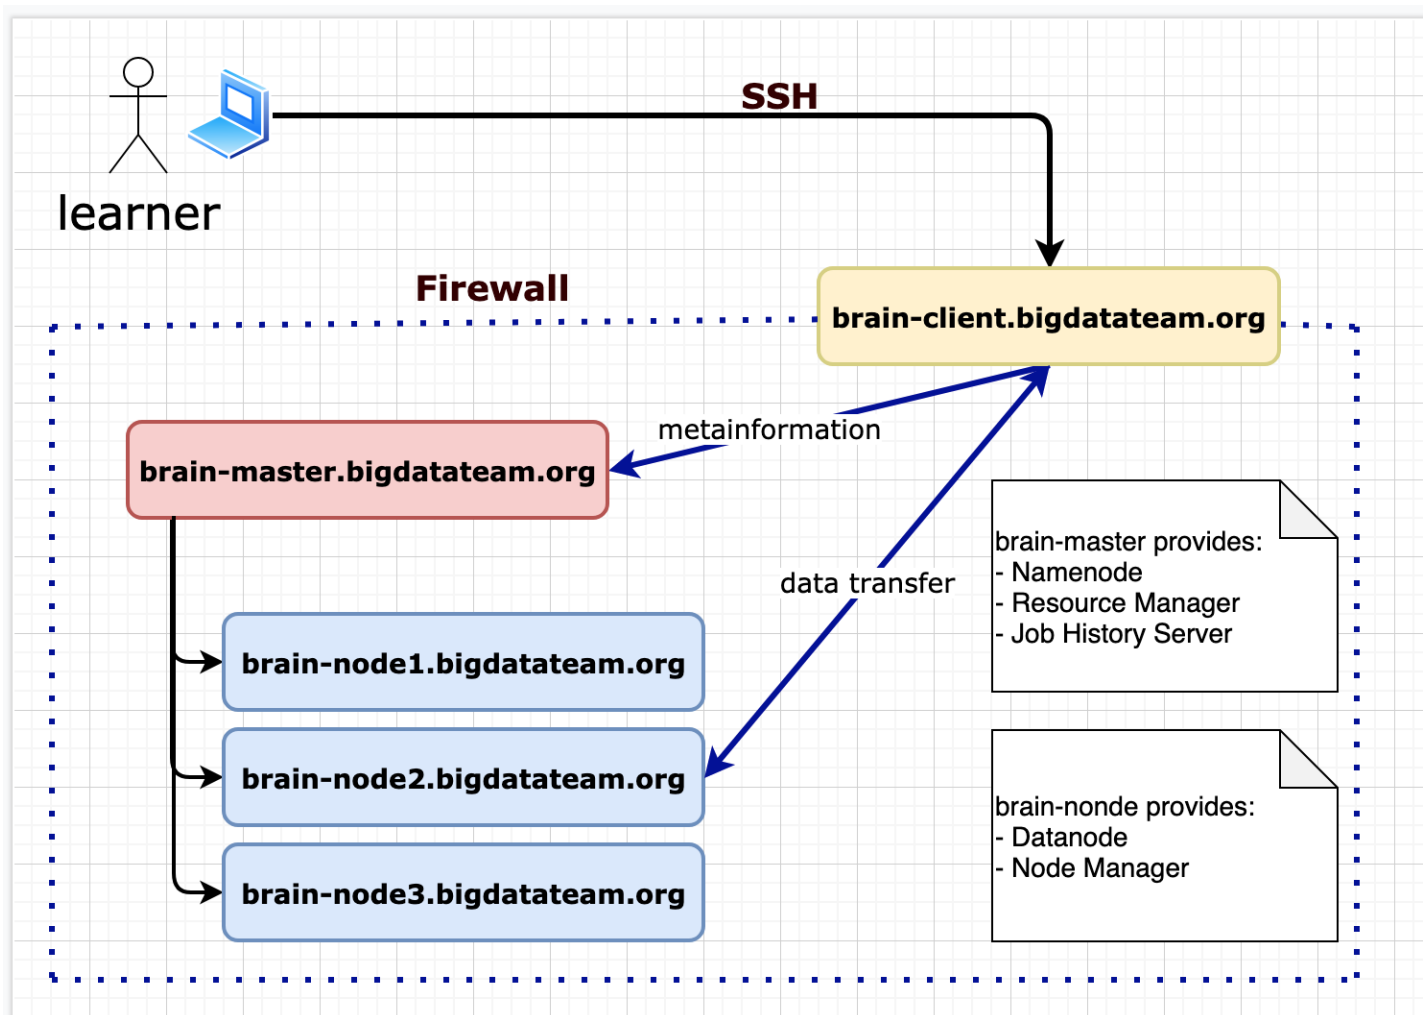 SSH
learner
Firewall
brain-client.bigdatateam.org
metainformation
brain-master.bigdatateam.org
brain-master provides:
- Namenode
- Resource Manager
- Job History Server
data transfer
brain-node1.bigdatateam.org
brain-node2.bigdatateam.org
brain-nonde provides:
- Datanode
- Node Manager
brain-node3.bigdatateam.org